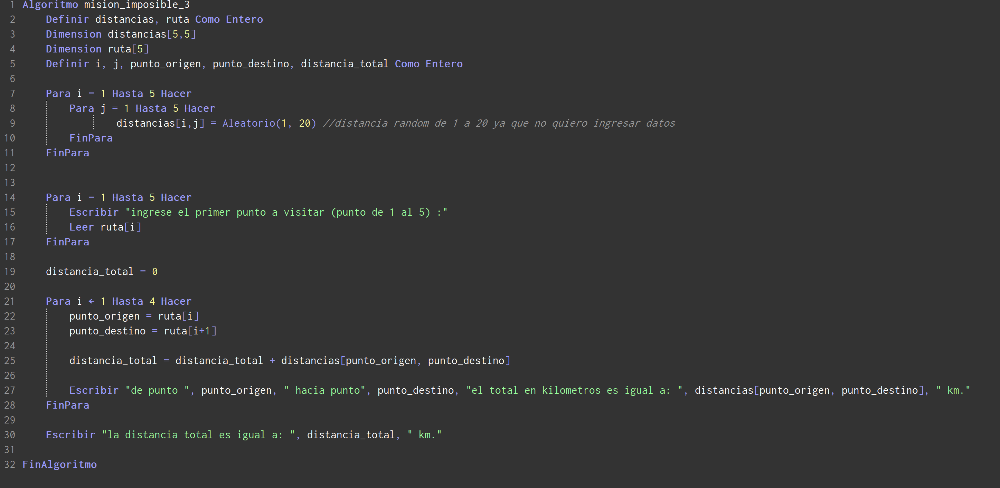 1 Algoritmo mision_imposible_3
2 Definir distancias, ruta Como Entero
3 Dimension distancias[5,5]
4 Dimension ruta[5]
5 Definir i, j, punto_origen, punto_destino, distancia_total Como Entero
6
7 Para i = 1 Hasta 5 Hacer
8 Para j = 1 Hasta 5 Hacer
9 distancias[i,j] = Aleatorio(1, 20) //distancia random de 1 a 20 ya que no quiero ingresar datos
10 FinPara
11 FinPara
12
13
14 Para i = 1 Hasta 5 Hacer
15 Escribir "ingrese el primer punto a visitar (punto de 1 al 5) :"
16 Leer ruta[i]
17 FinPara
18
19 distancia_total = 0
20
21 Para i ← 1 Hasta 4 Hacer
22 punto_origen = ruta[i]
23 punto_destino = ruta[i+1]
24
25 distancia_total = distancia_total + distancias[punto_origen, punto_destino]
26
27 Escribir "de punto ", punto_origen, " hacia punto", punto_destino, "el total en kilometros es igual a: ", distancias[punto_origen, punto_destino], " km."
28 FinPara
29
30 Escribir "la distancia total es igual a: ", distancia_total, " km."
31
32 FinAlgoritmo